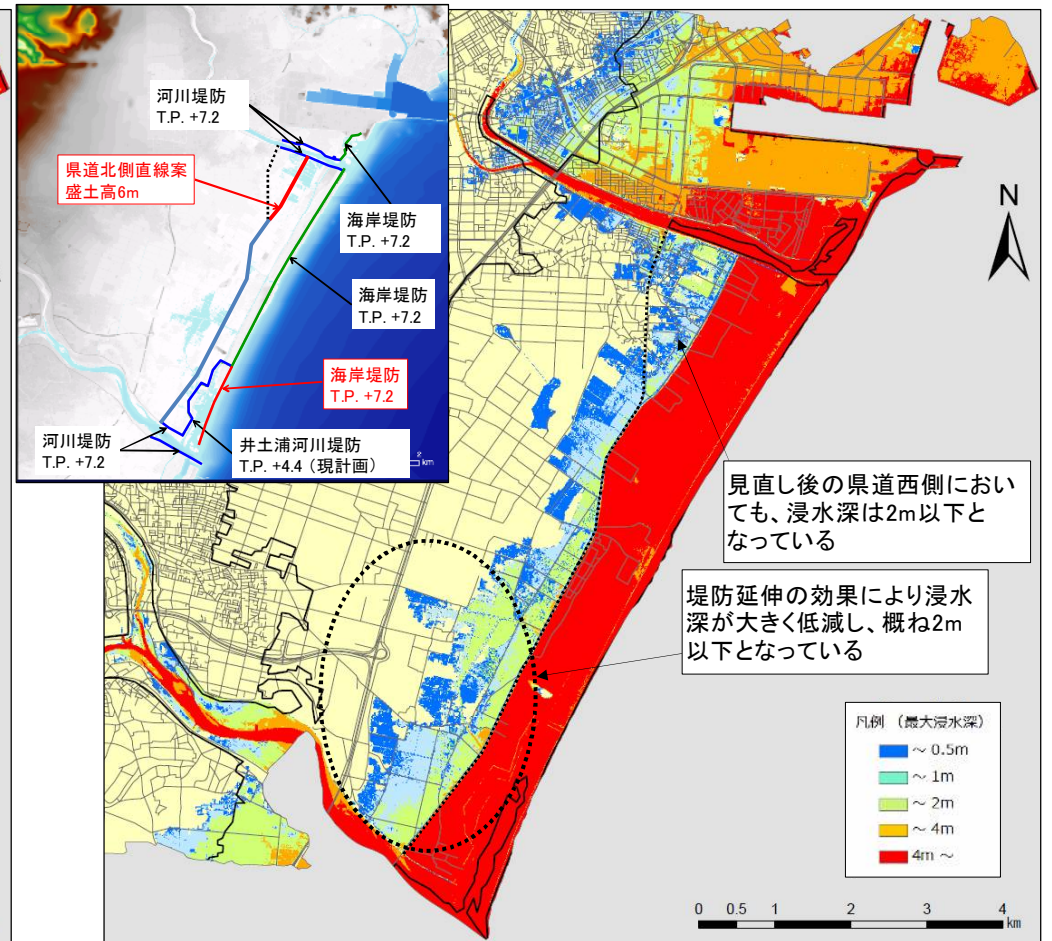 河川堤防
T.P. +7.2
県道北側直線案
盛土高6m
海岸堤防
T.P. +7.2
海岸堤防
T.P. +7.2
海岸堤防
T.P. +7.2
河川堤防
T.P. +7.2
井土浦河川堤防
T.P. +4.4（現計画）
km
N
見直し後の県道西側におい
ても、浸水深は2m以下と
なっている
堤防延伸の効果により浸水
深が大きく低減し、概ね2m
以下となっている
凡例 （最大浸水深）
～ 0.5m
～ 1m
～ 2m
～ 4m
4m ～
0 0.5 1 2 3 4
km